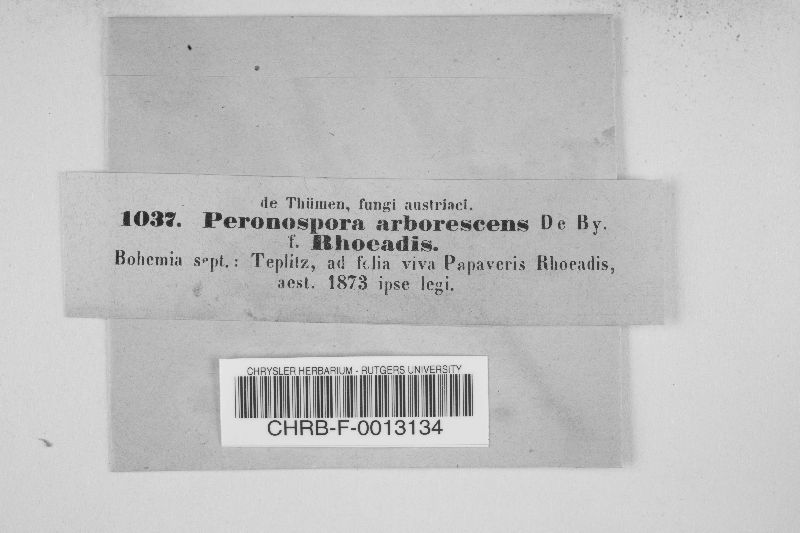 de Thümen, fungi austriaci.
1037. Peronospora arborescens De By.
f. Rhoeadis.
Bohemia sept.: Teplitz, ad folia viva Papaveris Rhoeadis,
aest. 1873 ipse legi.
CHRYSLER HERBARIUM - RUTGERS UNIVERSITY
CHRB-F-0013134